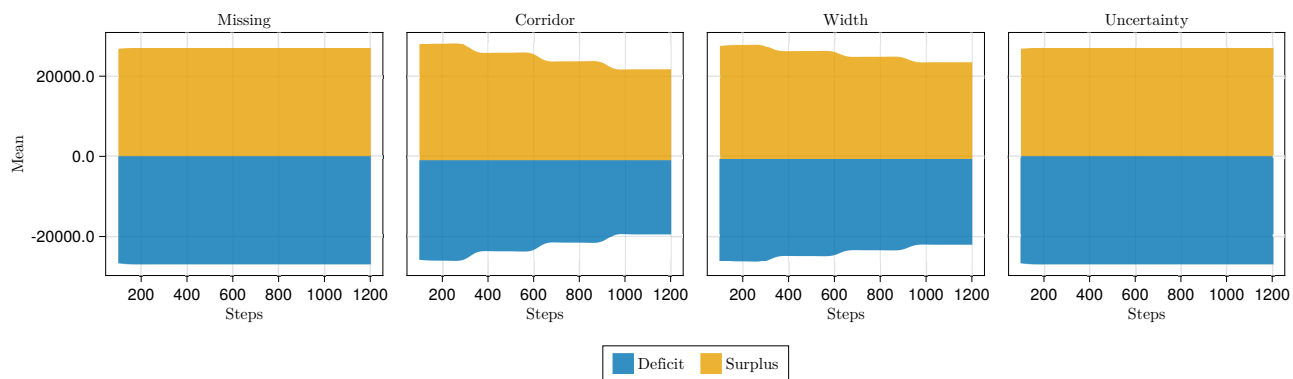 Missing
Corridor
Width
Uncertainty
Mean
20000.0
0.0
-20000.0
200 400 600 800 1000 1200
200 400 600 800 1000 1200
200 400 600 800 1000 1200
200 400 600 800 1000 1200
Steps
Steps
Steps
Steps
Deficit Surplus